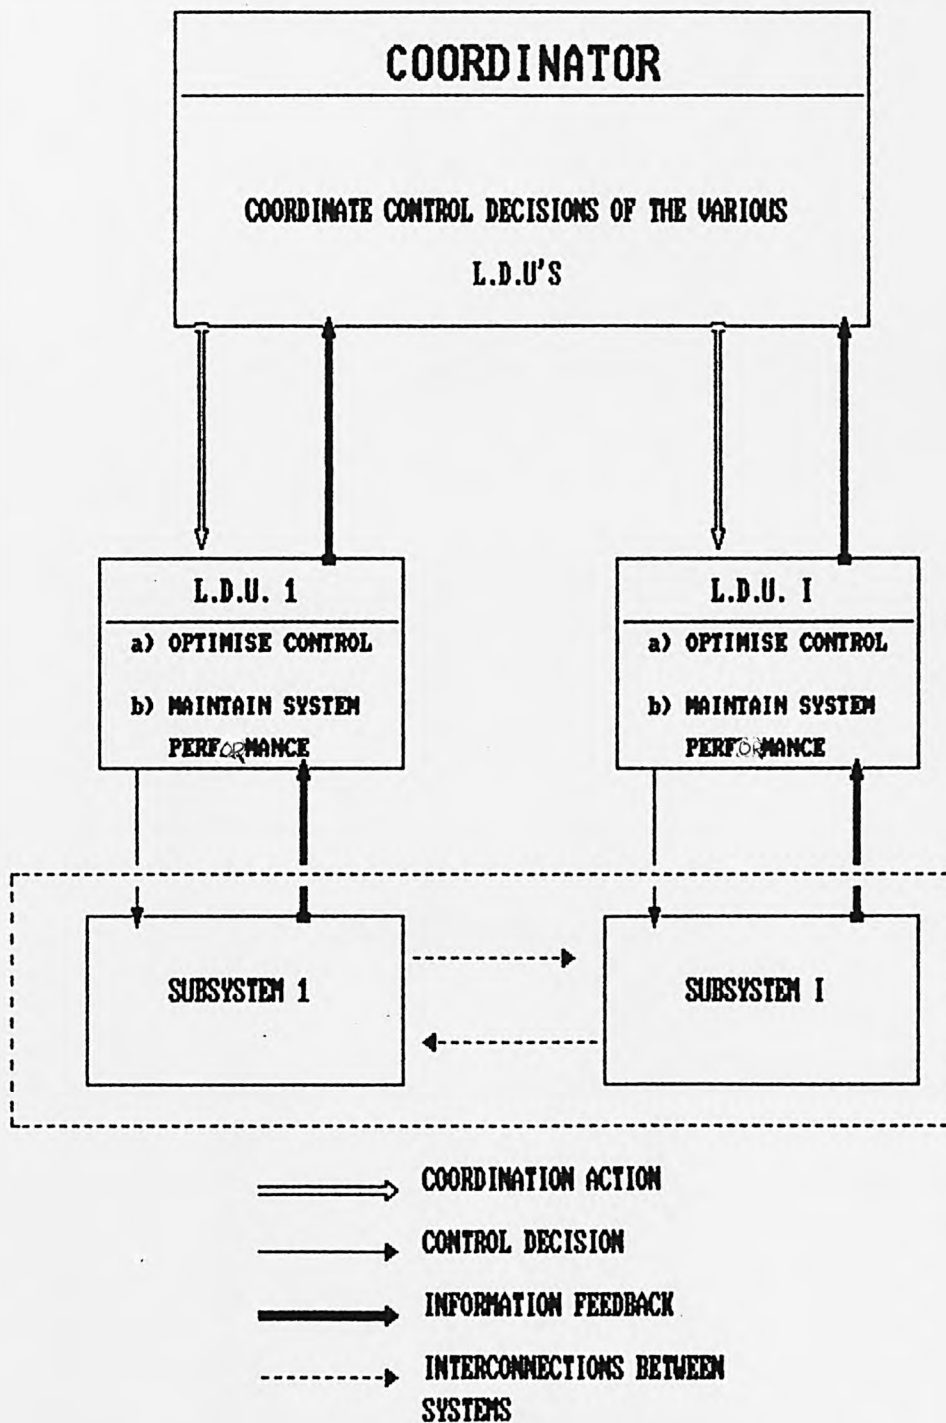 COORDINATOR
COORDINATE CONTROL DECISIONS OF THE VARIOUS
L.D.U'S
L.D.U. 1
a) OPTIMISE CONTROL
b) MAINTAIN SYSTEM
PERFORMANCE
L.D.U. I
a) OPTIMISE CONTROL
b) MAINTAIN SYSTEM
PERFORMANCE
SUBSYSTEM 1
SUBSYSTEM I
COORDINATION ACTION
CONTROL DECISION
INFORMATION FEEDBACK
INTERCONNECTIONS BETWEEN
SYSTEMS